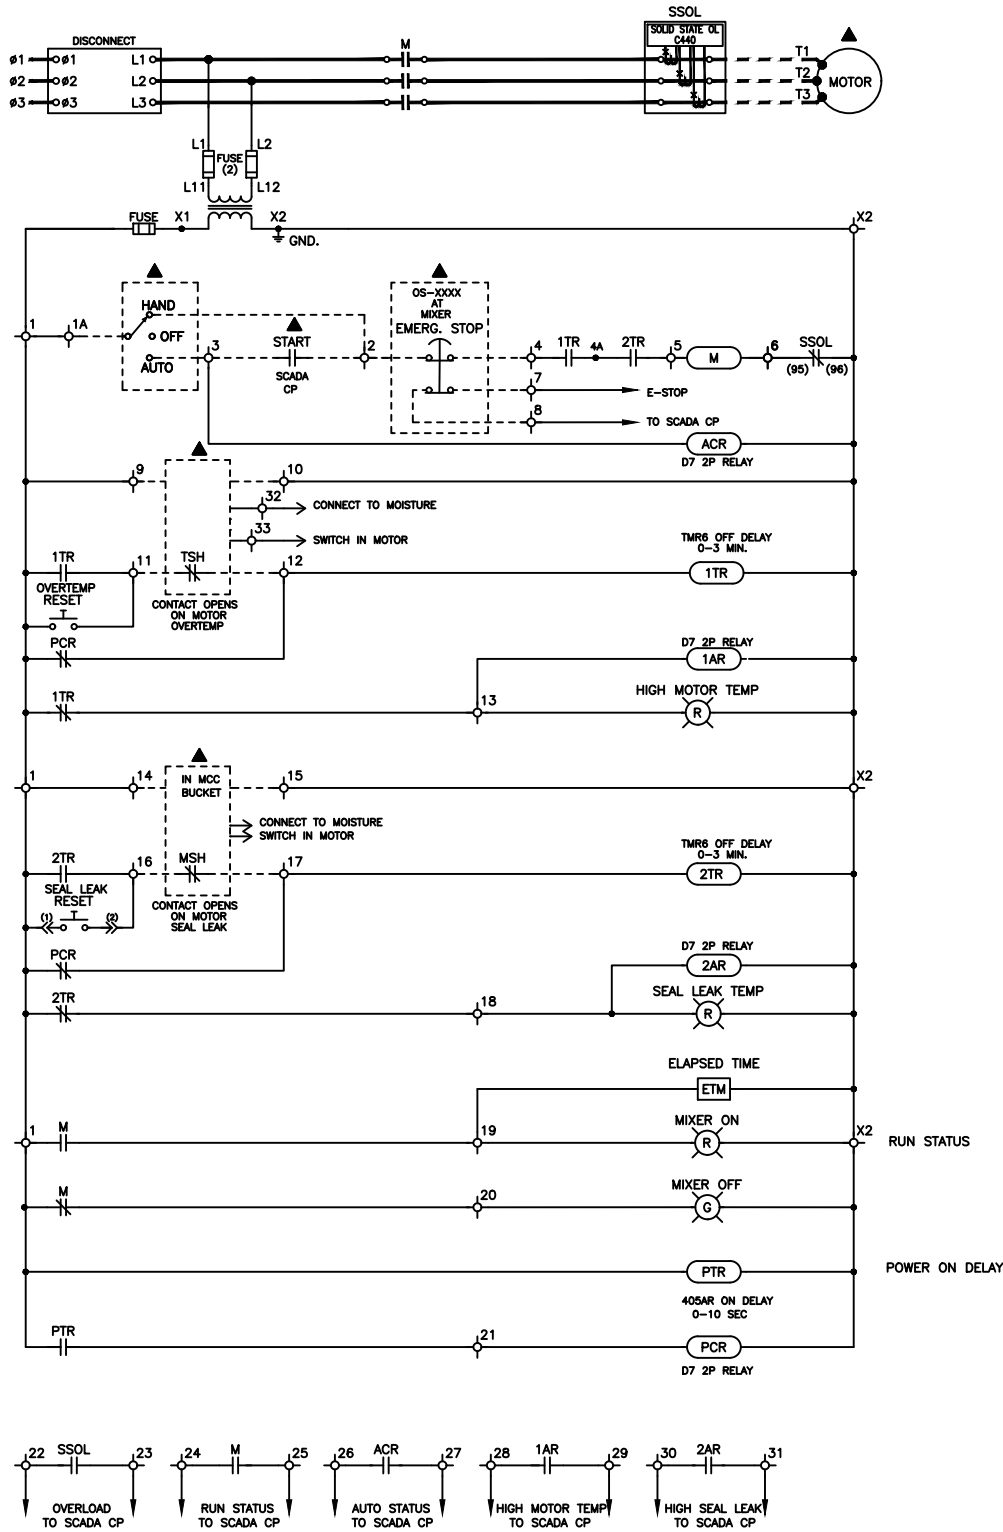 SSOL
DISCONNECT
SOLID STATE OL
C440
M
T1
ø1 ø1 L1
ø2 ø2 L2
T2
MOTOR
ø3 ø3 L3
T3
L1 L2
FUSE
(2)
L11 L12
FUSE X1 X2 X2
GND.
OS-XXXX
AT
MIXER
EMERG. STOP
HAND
1 1A
OFF
AUTO
3
START
SCADA
CP
2
4 1TR 4A 2TR 5 M 6 SSOL
(95) (96)
7
E-STOP
8
TO SCADA CP
ACR
D7 2P RELAY
9 10
32 CONNECT TO MOISTURE
33 SWITCH IN MOTOR
TMR6 OFF DELAY
0-3 MIN.
1TR 11 TSH 12 1TR
OVERTEMP
RESET
CONTACT OPENS
ON MOTOR
OVERTEMP
PCR
D7 2P RELAY
1AR
1TR 13
HIGH MOTOR TEMP
R
1 14 IN MCC
BUCKET
15 X2
CONNECT TO MOISTURE
SWITCH IN MOTOR
TMR6 OFF DELAY
0-3 MIN.
2TR 16 MSH 17 2TR
SEAL LEAK
RESET
(1) (2)
CONTACT OPENS
ON MOTOR
SEAL LEAK
PCR
D7 2P RELAY
2AR
2TR 18
SEAL LEAK TEMP
R
ELAPSED TIME
ETM
1 M 19 MIXER ON
R
X2 RUN STATUS
M 20 MIXER OFF
G
PTR POWER ON DELAY
405AR ON DELAY
0-10 SEC
PTR 21 PCR
D7 2P RELAY
22 SSOL 23
OVERLOAD
TO SCADA CP
24 M 25
RUN STATUS
TO SCADA CP
26 ACR 27
AUTO STATUS
TO SCADA CP
28 1AR 29
HIGH MOTOR TEMP
TO SCADA CP
30 2AR 31
HIGH SEAL LEAK
TO SCADA CP